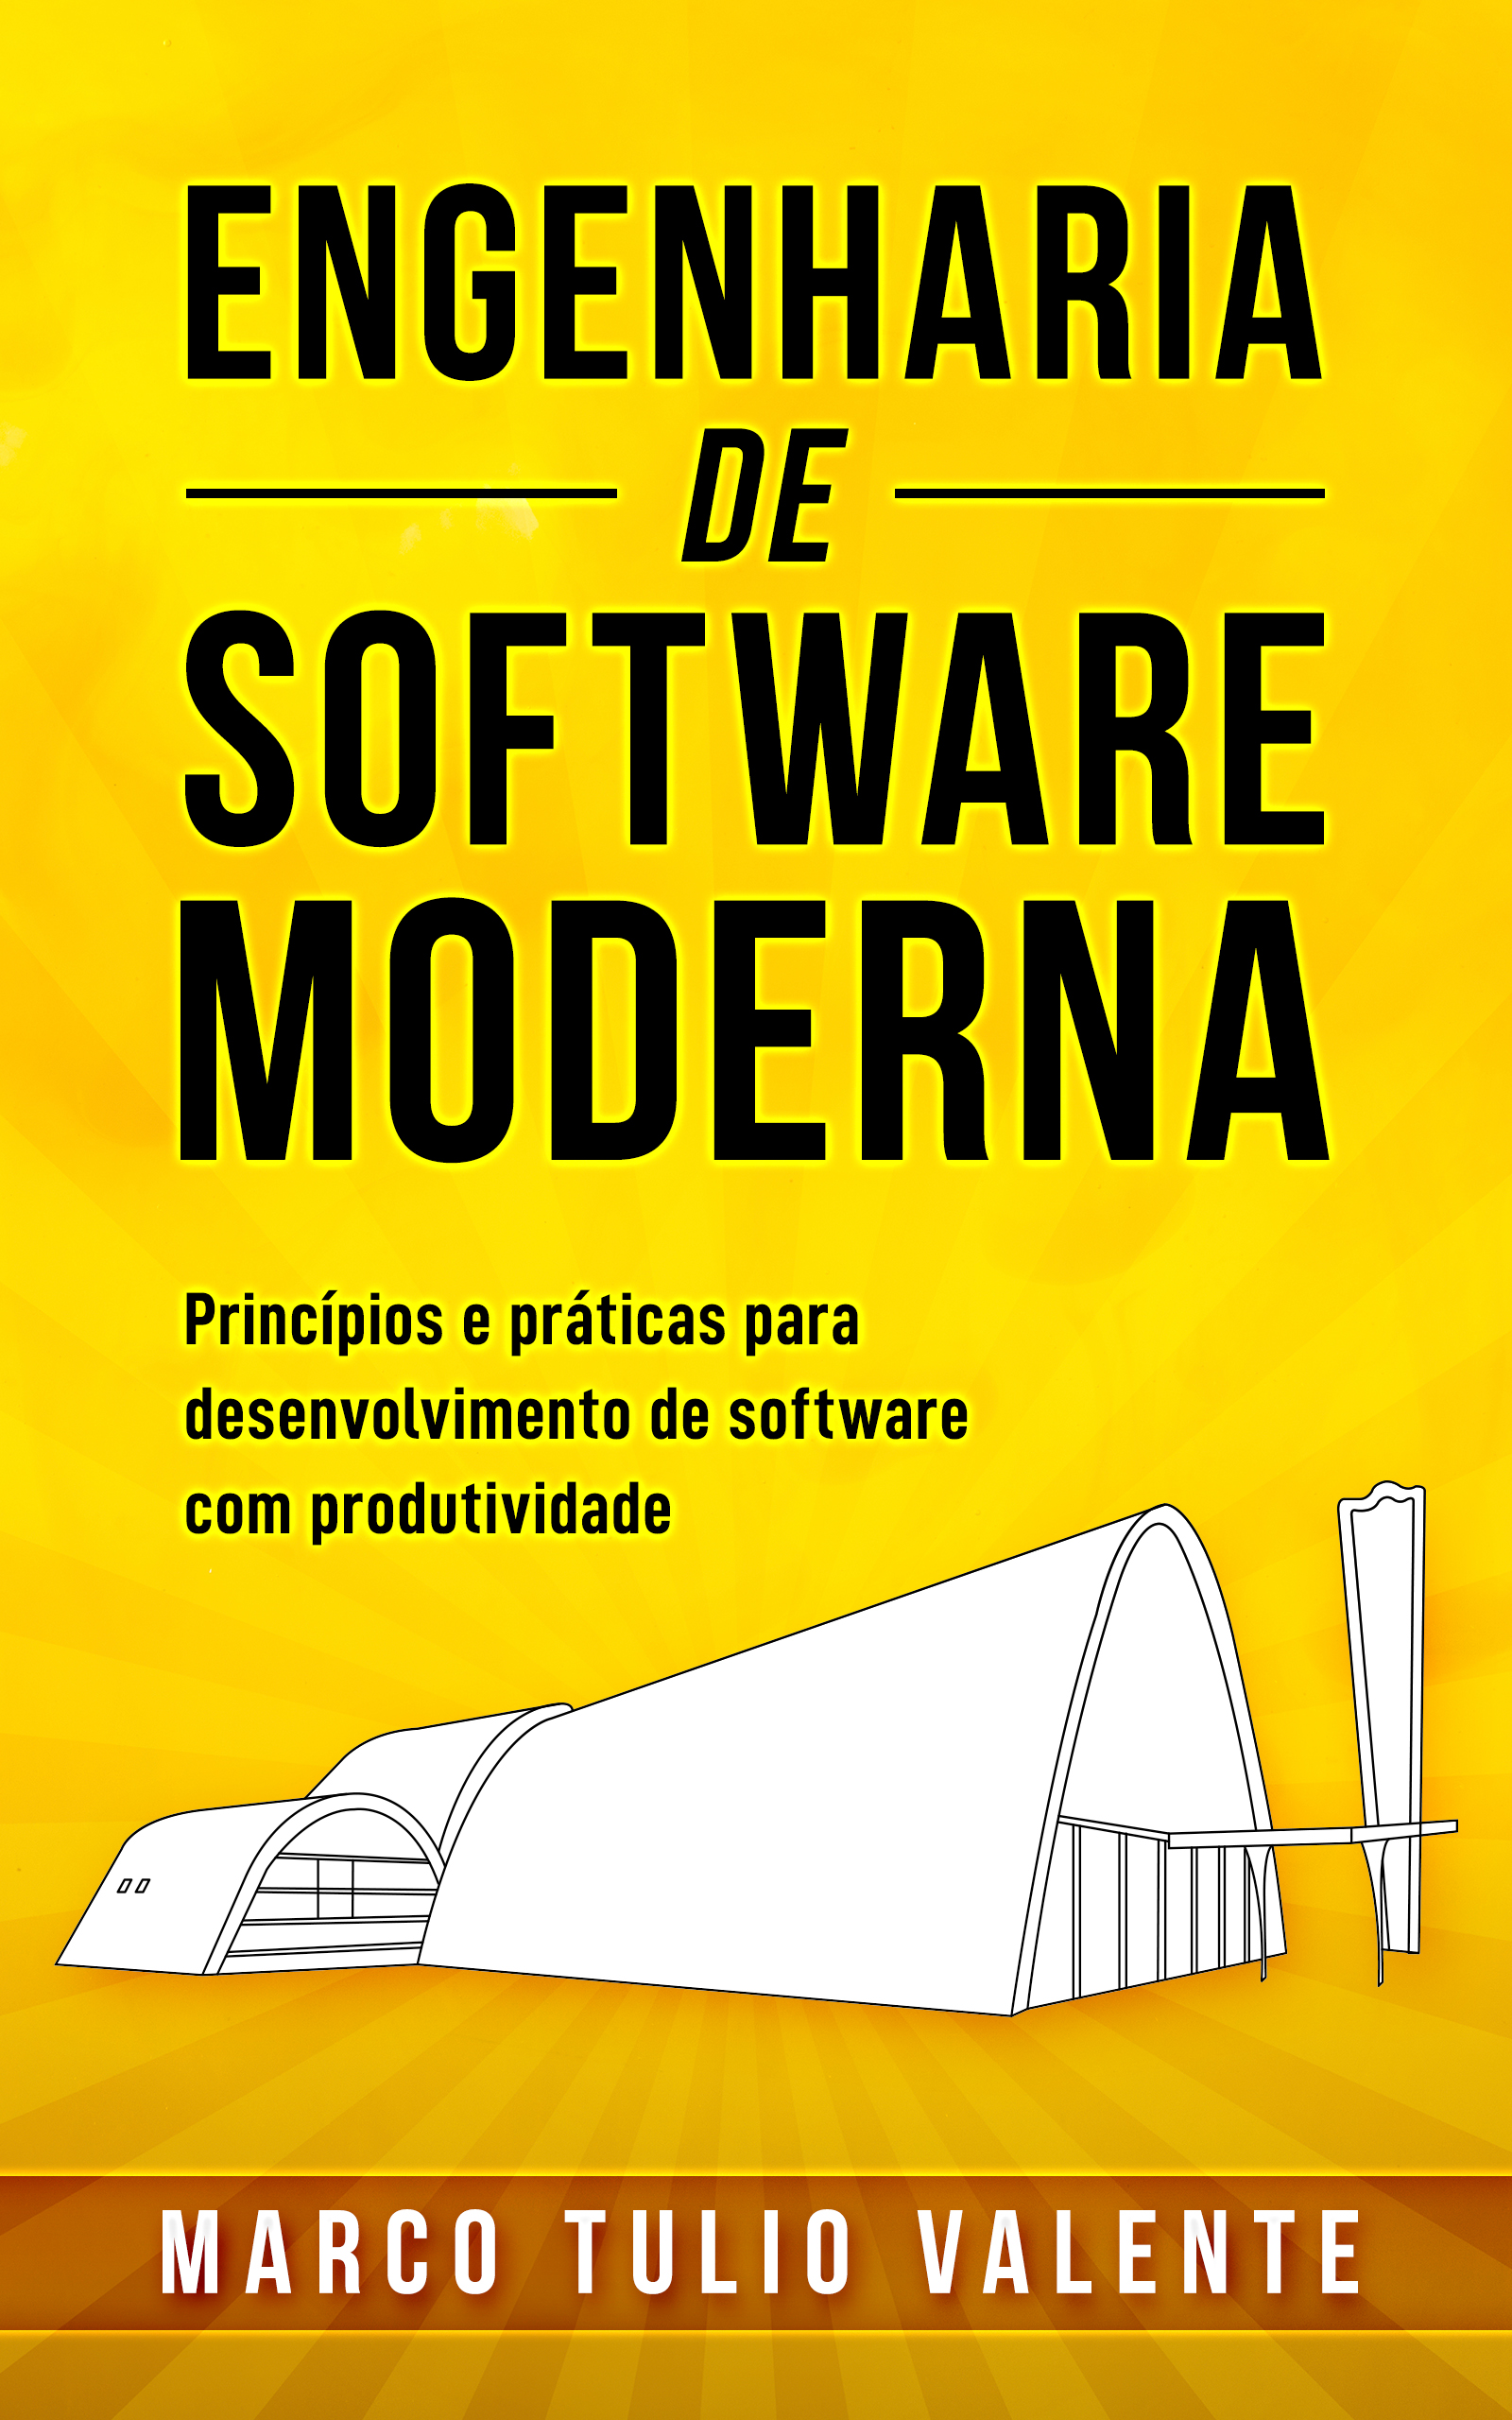 ENGENHARIA
DE
SOFTWARE
MODERNA
Princípios e práticas para
desenvolvimento de software
com produtividade
MARCO TULIO VALENTE